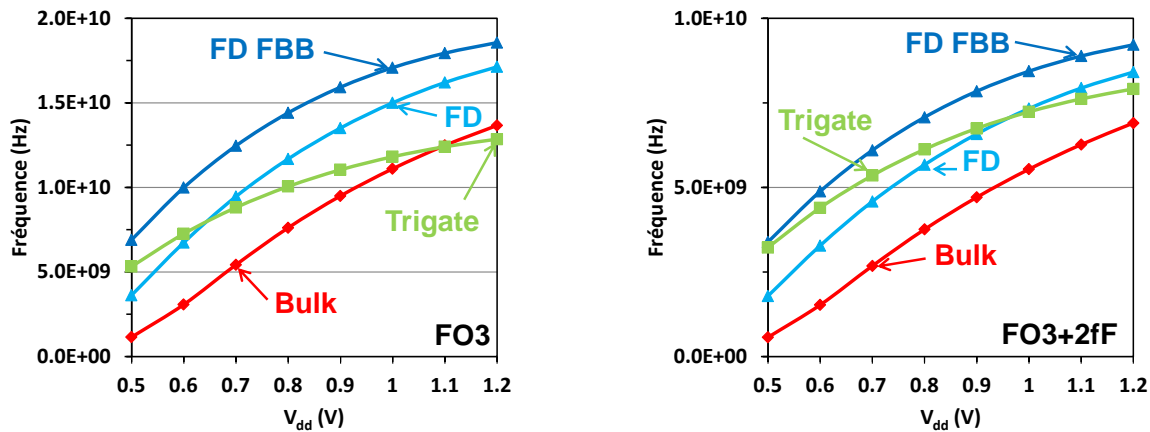 2.0E+10
1.5E+10
1.0E+10
5.0E+09
0.0E+00
Fréquence (Hz)
FD FBB
FD
Trigate
Bulk
FO3
0.5 0.6 0.7 0.8 0.9 1 1.1 1.2
Vdd (V)
1.E+10
5.E+09
0.E+00
Fréquence (Hz)
FD FBB
Trigate
FD
Bulk
FO3+2fF
0.5 0.6 0.7 0.8 0.9 1 1.1 1.2
Vdd (V)